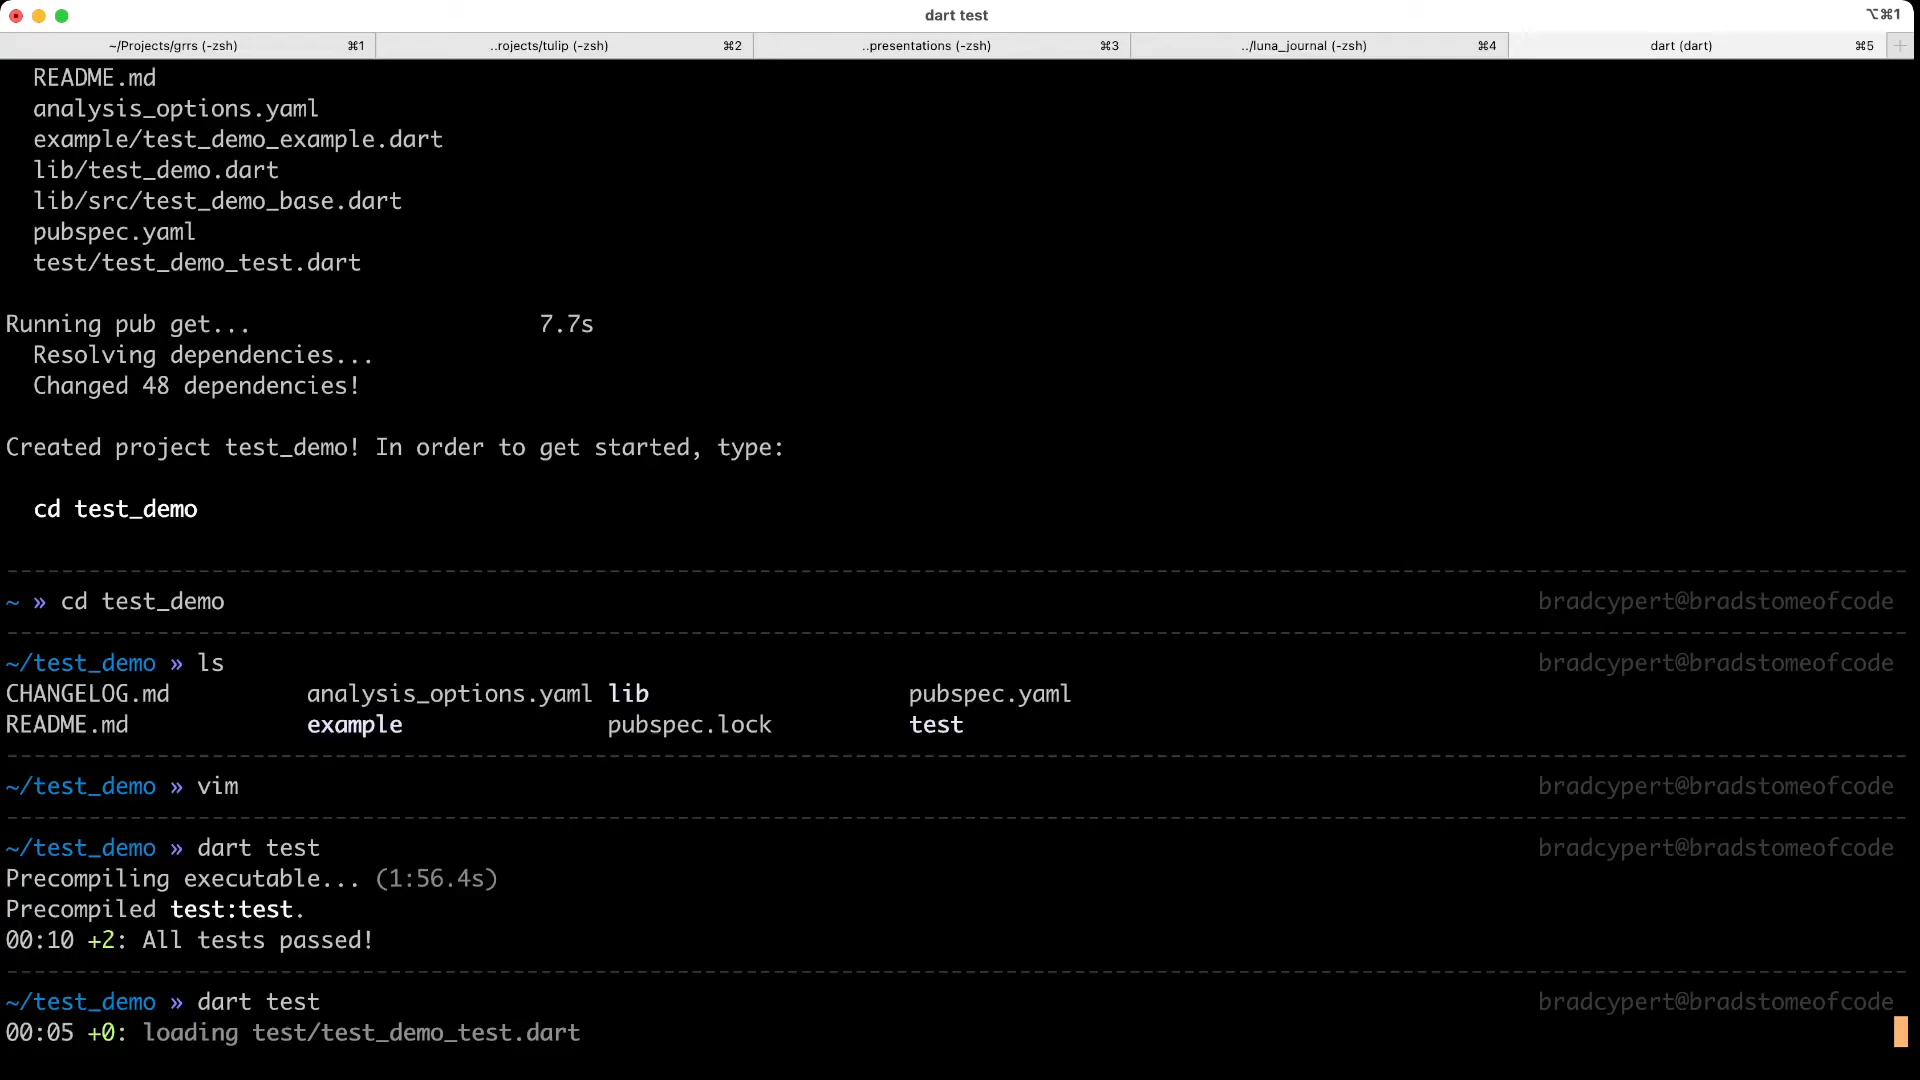 dart test
⌥⌘1
~/Projects/grrs (-zsh) ⌘1 ..rojects/tulip (-zsh) ⌘2 ..presentations (-zsh) ⌘3 ../luna_journal (-zsh) ⌘4 dart (dart) ⌘5 +
README.md
analysis_options.yaml
example/test_demo_example.dart
lib/test_demo.dart
lib/src/test_demo_base.dart
pubspec.yaml
test/test_demo_test.dart
Running pub get... 7.7s
Resolving dependencies...
Changed 48 dependencies!
Created project test_demo! In order to get started, type:
cd test_demo
~ » cd test_demo bradcypert@bradstomeofcode
~/test_demo » ls bradcypert@bradstomeofcode
CHANGELOG.md analysis_options.yaml lib pubspec.yaml
README.md example pubspec.lock test
~/test_demo » vim bradcypert@bradstomeofcode
~/test_demo » dart test bradcypert@bradstomeofcode
Precompiling executable... (1:56.4s)
Precompiled test:test.
00:10 +2: All tests passed!
~/test_demo » dart test bradcypert@bradstomeofcode
00:05 +0: loading test/test_demo_test.dart